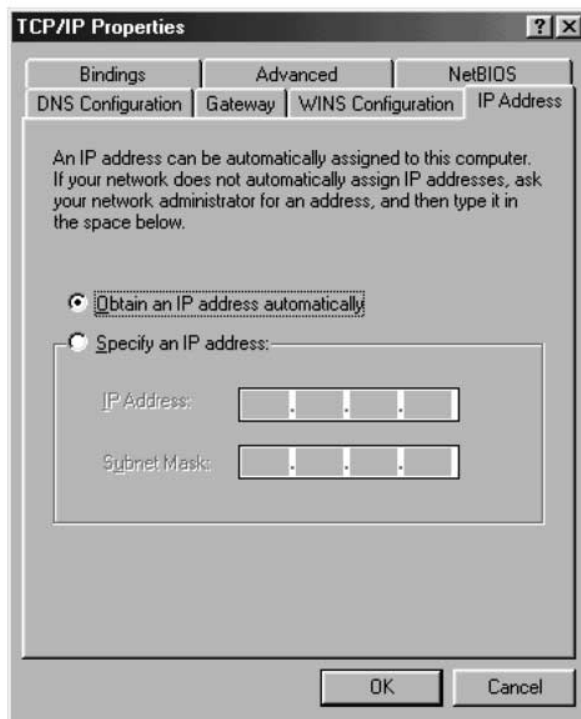 TCP/IP Properties
? X
Bindings Advanced NetBIOS
DNS Configuration Gateway WINS Configuration IP Address
An IP address can be automatically assigned to this computer.
If your network does not automatically assign IP addresses, ask
your network administrator for an address, and then type it in
the space below.
Obtain an IP address automatically
Specify an IP address:
IP Address: . . .
Subnet Mask: . . .
OK Cancel